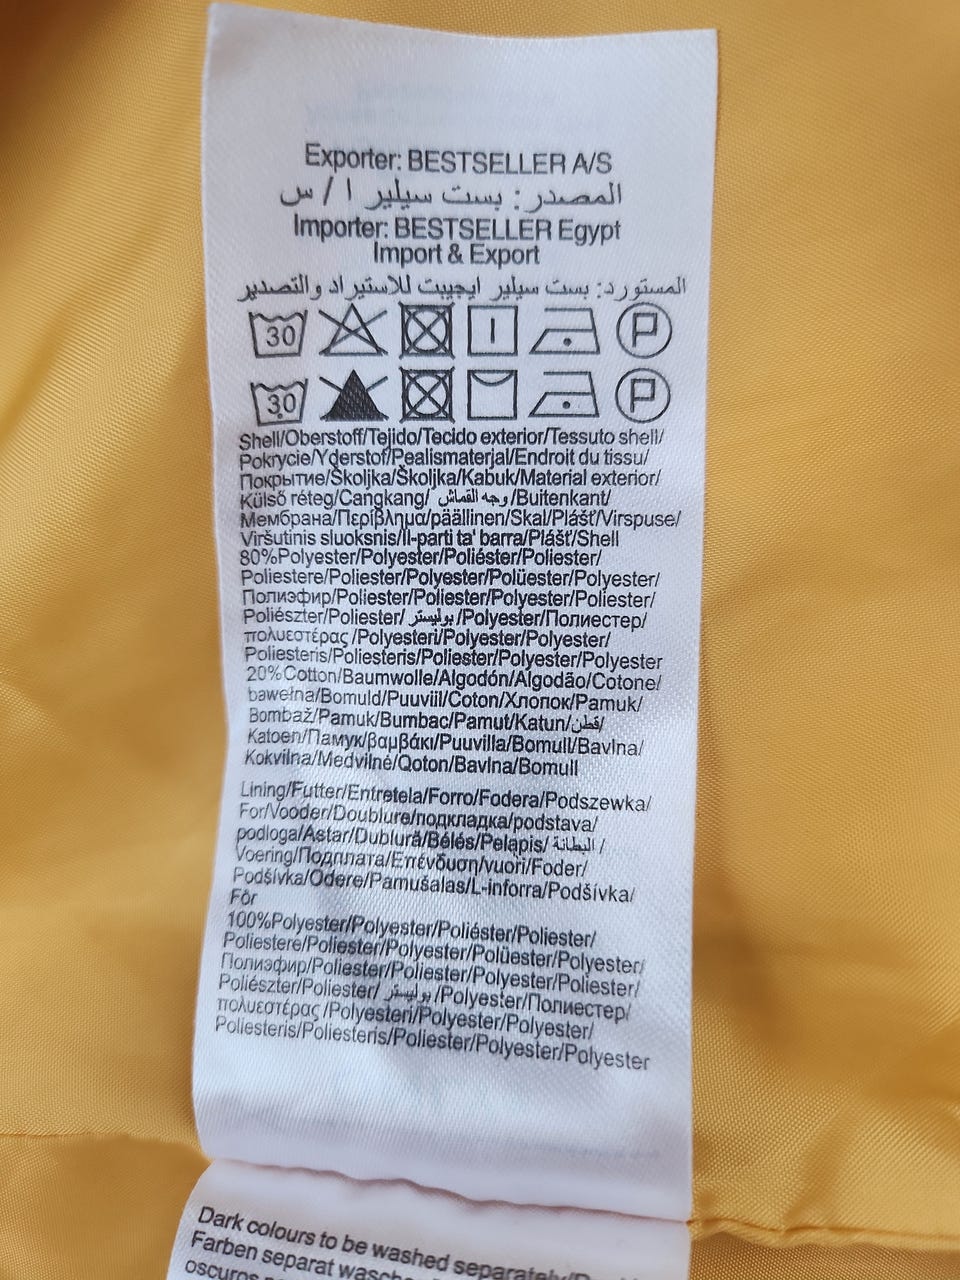 Exporter: BESTSELLER A/S
المصدر: بست سيلير ا / س
Importer: BESTSELLER Egypt
Import & Export
المستورد: بست سيلير ايجيبت للاستيراد والتصدير
30
30
Shell/Oberstoff/Tejido/Tecido exterior/Tessuto shell/
Pokrycie/Yderstof/Pealismaterjal/Endroit du tissu/
Покрытие/Školjka/Školjka/Kabuk/Material exterior/
Külső réteg/Cangkang/ وجه القماش /Buitenkant/
Мембрана/Περίβλημα/päällinen/Skal/Plášť/Virspuse/
Viršutinis sluoksnis/Il-parti ta' barra/Plášť/Shell
80%Polyester/Polyester/Poliéster/Poliester/
Poliestere/Poliester/Polyester/Polüester/Polyester/
Полиэфир/Poliester/Poliester/Polyester/Poliester/
Poliészter/Poliester/ بوليستر /Polyester/Полиестер/
πολυεστέρας /Polyesteri/Polyester/Polyester/
Poliesteris/Poliesteris/Poliester/Polyester/Polyester
20%Cotton/Baumwolle/Algodón/Algodão/Cotone/
bawełna/Bomuld/Puuviil/Coton/Хлопок/Pamuk/
Bombaž/Pamuk/Bumbac/Pamut/Katun/قطن/
Katoen/Памук/βαμβάκι/Puuvilla/Bomull/Bavlna/
Kokvilna/Medvilnė/Qoton/Bavlna/Bomull
Lining/Futter/Entretela/Forro/Fodera/Podszewka/
For/Vooder/Doublure/подкладка/podstava/
podloga/Astar/Dublură/Bélés/Pelapis/ البطانة /
Voering/Подплата/Επένδυση/vuori/Foder/
Podšívka/Odere/Pamušalas/L-inforra/Podšívka/
Fôr
100%Polyester/Polyester/Poliéster/Poliester/
Poliestere/Poliester/Polyester/Polüester/Polyester/
Полиэфир/Poliester/Poliester/Polyester/Poliester/
Poliészter/Poliester/ بوليستر /Polyester/Полиестер/
πολυεστέρας /Polyesteri/Polyester/Polyester/
Poliesteris/Poliesteris/Poliester/Polyester/Polyester
Dark colours to be washed separately/
Farben separat
oscuros